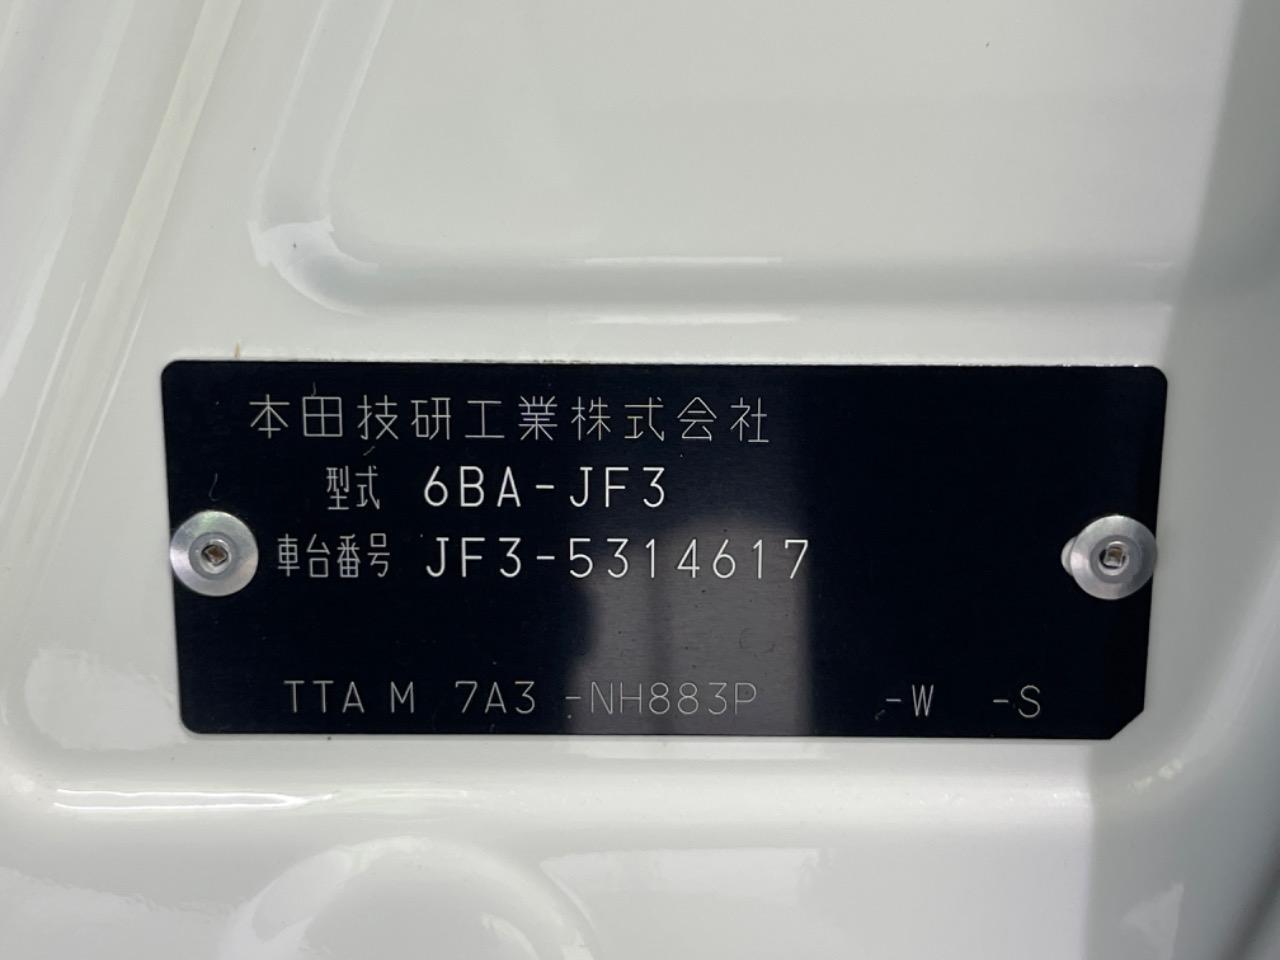 本田技研工業株式会社
型式 6BA-JF3
車台番号 JF3-5314617
TTA M 7A3 -NH883P -W -S